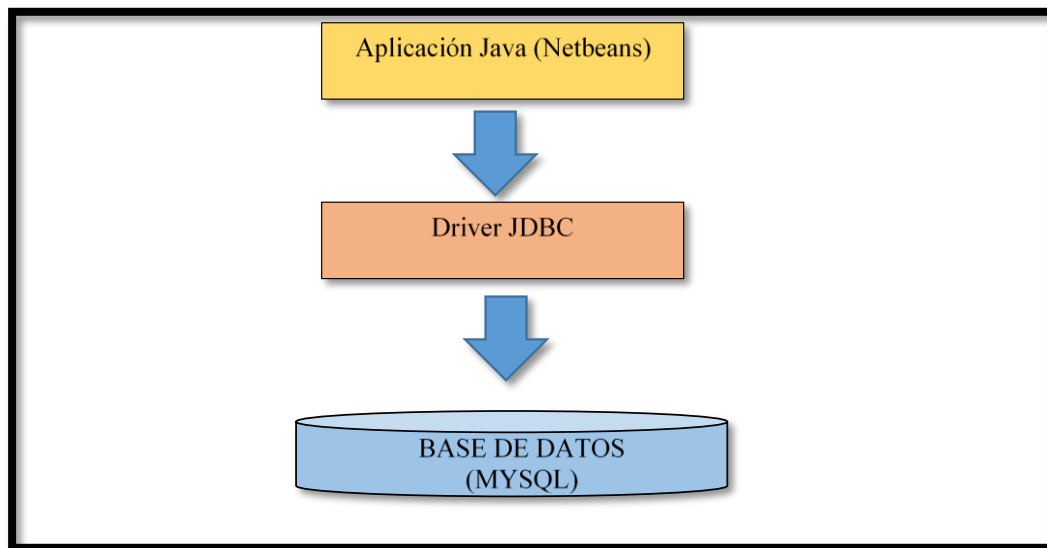 Aplicación Java (Netbeans)
Driver JDBC
BASE DE DATOS
(MYSQL)